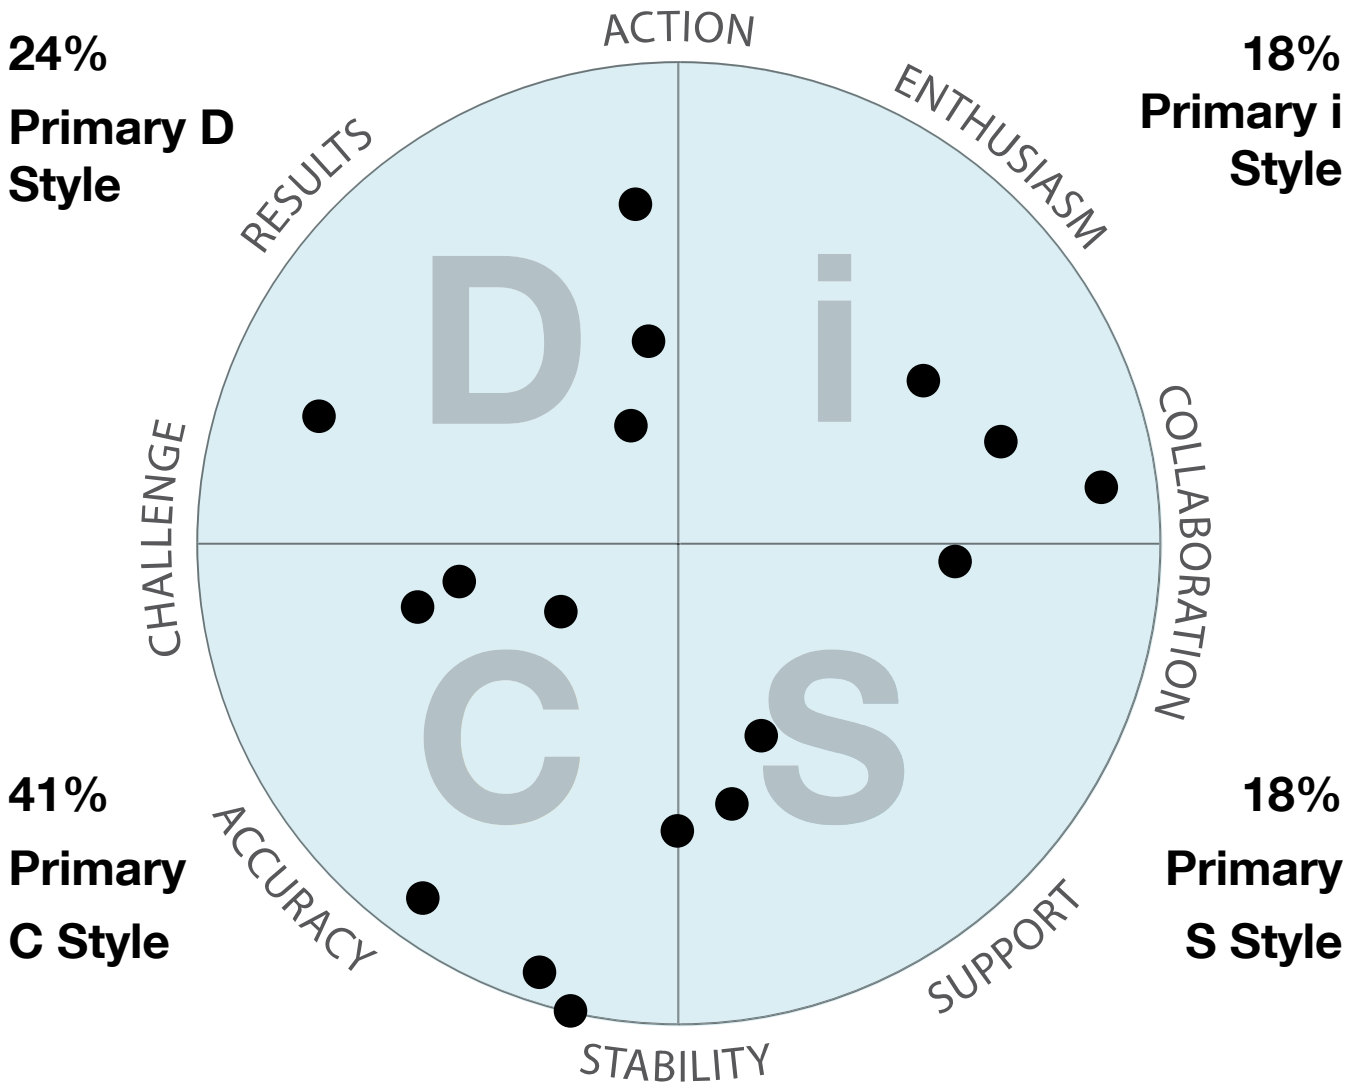 ACTION
24%
Primary D
Style
18%
Primary i
Style
RESULTS
ENTHUSIASM
D
i
CHALLENGE
COLLABORATION
C
S
41%
Primary
C Style
18%
Primary
S Style
ACCURACY
SUPPORT
STABILITY